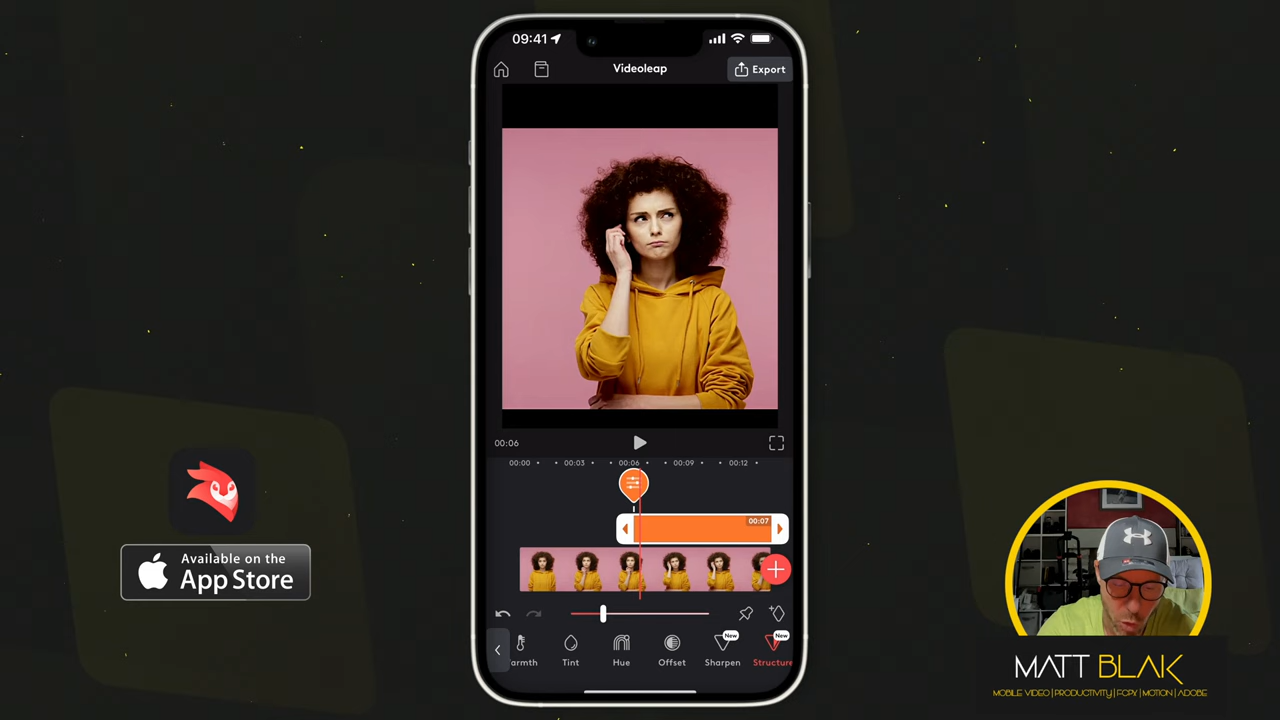 09:41
Videoleap
Export
00:06
00:00 00:03 00:06 00:09 00:12
00:07
armth Tint Hue Offset Sharpen New Structure New
Available on the
App Store
MATT BLAK
MOBILE VIDEO | PRODUCTIVITY | FCPX | MOTION | ADOBE